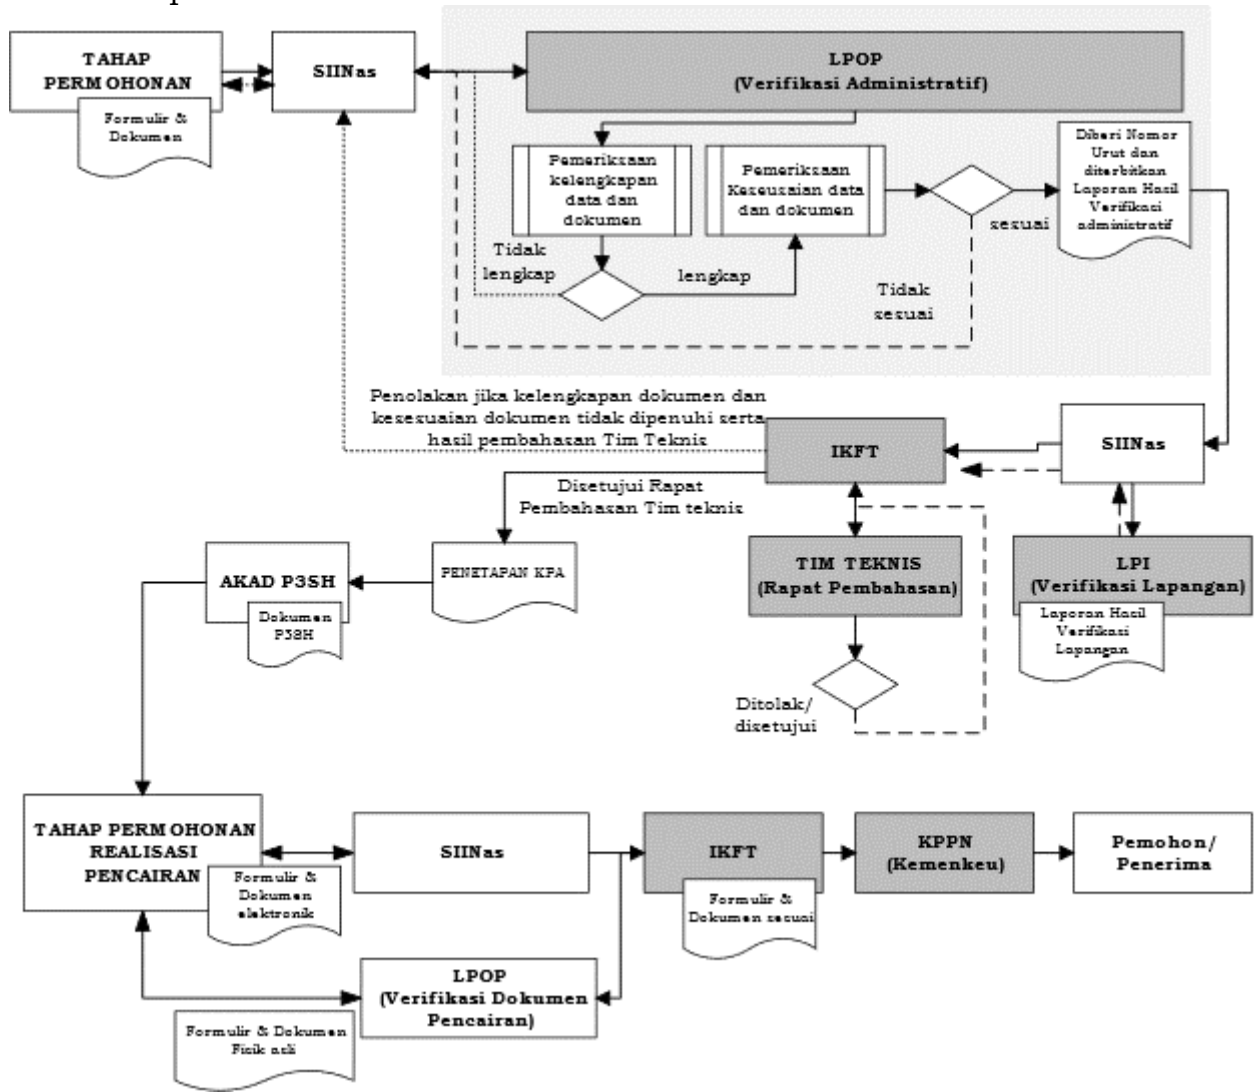 TAHAP
PERMOHONAN
Formulir &
Dokumen
SIINas
LPOP
(Verifikasi Administratif)
Pemeriksaan
kelengkapan
data dan
dokumen
Pemeriksaan
Keseusaian data
dan dokumen
sesuai
Diberi Nomor
Urut dan
diterbitkan
Laporan Hasil
Verifikasi
administratif
Tidak
lengkap
lengkap
Tidak
sesuai
Penolakan jika kelengkapan dokumen dan
kesesuaian dokumen tidak dipenuhi serta
hasil pembahasan Tim Teknis
IKFT
SIINas
Disetujui Rapat
Pembahasan Tim teknis
AKAD P3SH
Dokumen
P3SH
PENETAPAN KPA
TIM TEKNIS
(Rapat Pembahasan)
LPI
(Verifikasi Lapangan)
Laporan Hasil
Verifikasi
Lapangan
Ditolak/
disetujui
TAHAP PERMOHONAN
REALISASI
PENCAIRAN
Formulir &
Dokumen
elektronik
SIINas
IKFT
Formulir &
Dokumen sesuai
KPPN
(Kemenkeu)
Pemohon/
Penerima
LPOP
(Verifikasi Dokumen
Pencairan)
Formulir & Dokumen
Fisik asli